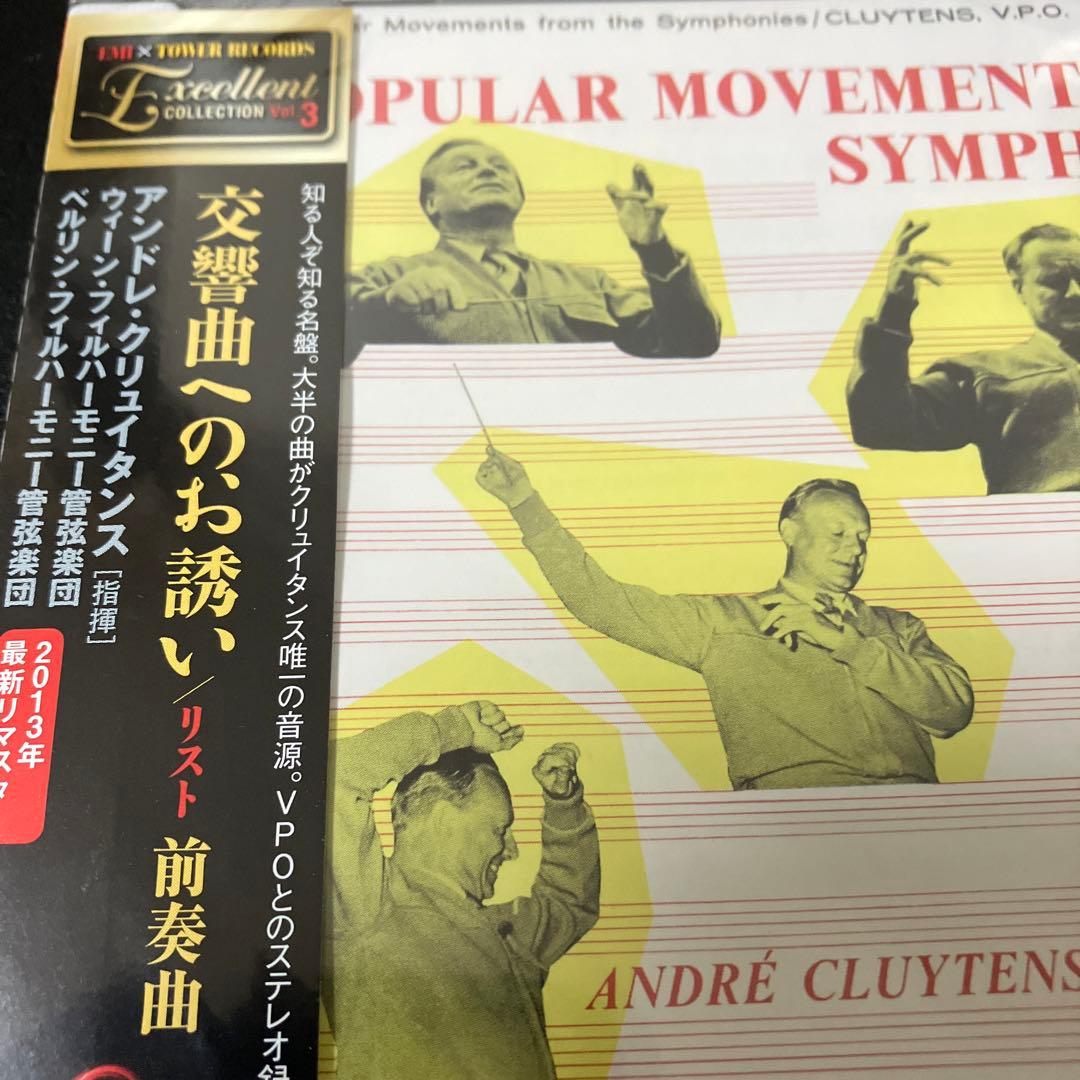 EMI × TOWER RECORDS
Excellent
COLLECTION Vol. 3
知る人ぞ知る名盤。大半の曲がクリュイタンス唯一の音源。VPOとのステレオ録
交響曲へのお誘い/リスト 前奏曲
アンドレ・クリュイタンス[指揮]
ウィーン・フィルハーモニー管弦楽団
ベルリン・フィルハーモニー管弦楽団
2013年
最新リマスタ
Movements from the Symphonies/CLUYTENS, V.P.O.
OPULAR MOVEMENT
SYMPH
ANDRÉ CLUYTENS